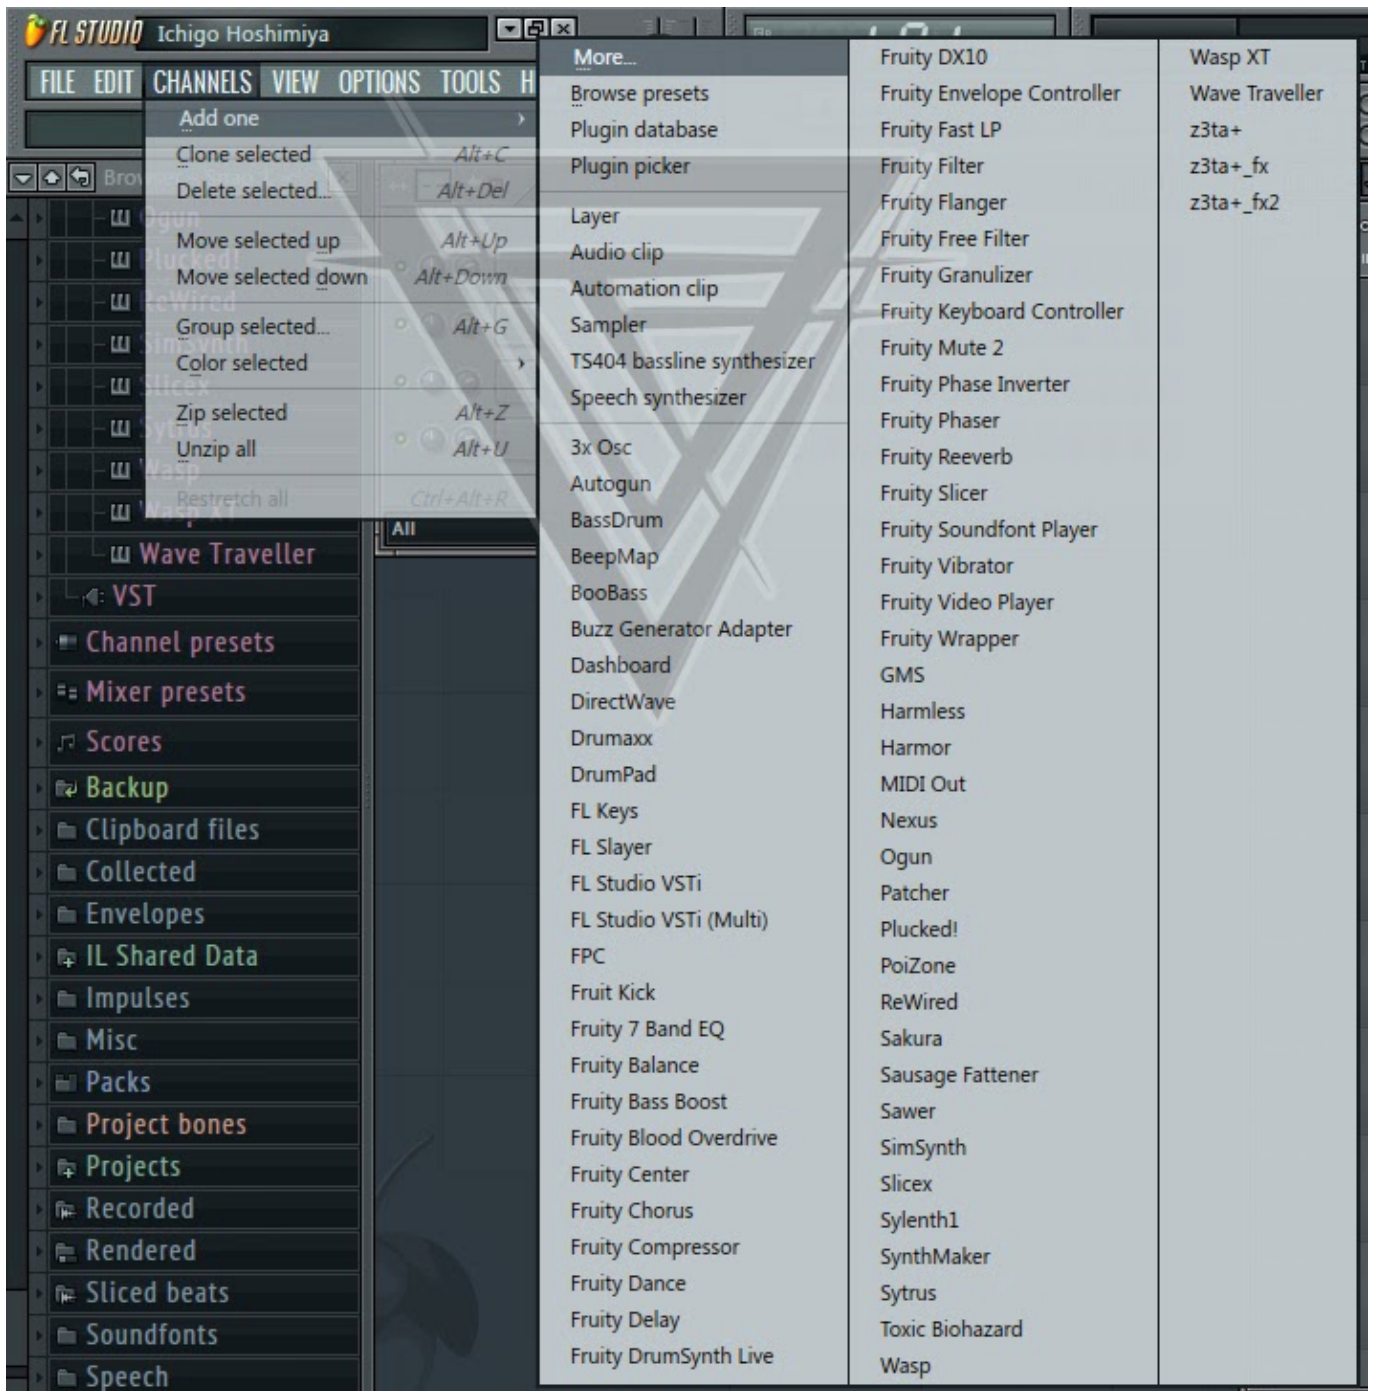 FL STUDIO Ichigo Hoshimiya
FILE EDIT CHANNELS VIEW OPTIONS TOOLS H
Add one
Clone selected Alt+C
Delete selected... Alt+Del
Move selected up Alt+Up
Move selected down Alt+Down
Group selected... Alt+G
Color selected
Zip selected Alt+Z
Unzip all Alt+U
Restretch all Ctrl+Alt+R
All
Ogun
Plucked!
ReWired
SimSynth
Slicex
Sytrus
Wasp
Wasp XT
Wave Traveller
VST
Channel presets
Mixer presets
Scores
Backup
Clipboard files
Collected
Envelopes
IL Shared Data
Impulses
Misc
Packs
Project bones
Projects
Recorded
Rendered
Sliced beats
Soundfonts
Speech
More...
Browse presets
Plugin database
Plugin picker
Layer
Audio clip
Automation clip
Sampler
TS404 bassline synthesizer
Speech synthesizer
3x Osc
Autogun
BassDrum
BeepMap
BooBass
Buzz Generator Adapter
Dashboard
DirectWave
Drumaxx
DrumPad
FL Keys
FL Slayer
FL Studio VSTi
FL Studio VSTi (Multi)
FPC
Fruit Kick
Fruity 7 Band EQ
Fruity Balance
Fruity Bass Boost
Fruity Blood Overdrive
Fruity Center
Fruity Chorus
Fruity Compressor
Fruity Dance
Fruity Delay
Fruity DrumSynth Live
Fruity DX10
Fruity Envelope Controller
Fruity Fast LP
Fruity Filter
Fruity Flanger
Fruity Free Filter
Fruity Granulizer
Fruity Keyboard Controller
Fruity Mute 2
Fruity Phase Inverter
Fruity Phaser
Fruity Reeverb
Fruity Slicer
Fruity Soundfont Player
Fruity Vibrator
Fruity Video Player
Fruity Wrapper
GMS
Harmless
Harmor
MIDI Out
Nexus
Ogun
Patcher
Plucked!
PoiZone
ReWired
Sakura
Sausage Fattener
Sawer
SimSynth
Slicex
Sylenth1
SynthMaker
Sytrus
Toxic Biohazard
Wasp
Wasp XT
Wave Traveller
z3ta+
z3ta+_fx
z3ta+_fx2